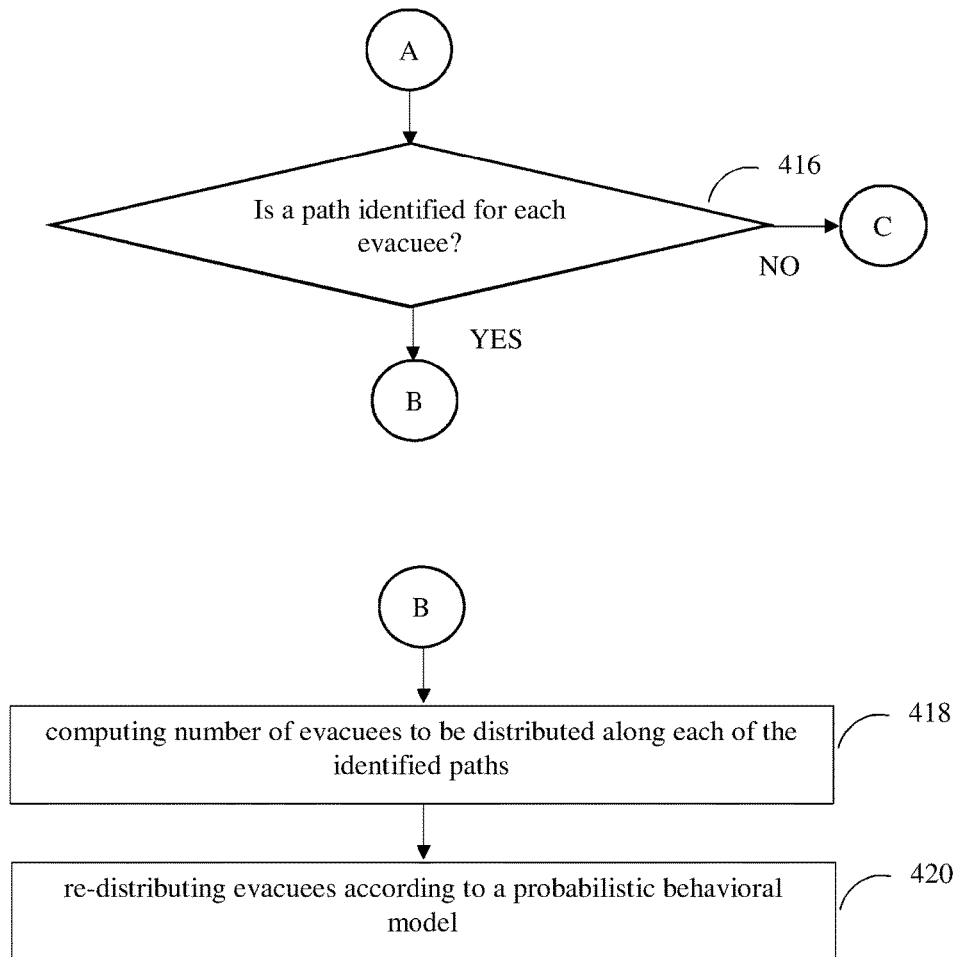 A
416
Is a path identified for each
evacuee?
C
NO
YES
B
B
418
computing number of evacuees to be distributed along each of the
identified paths
420
re-distributing evacuees according to a probabilistic behavioral
model